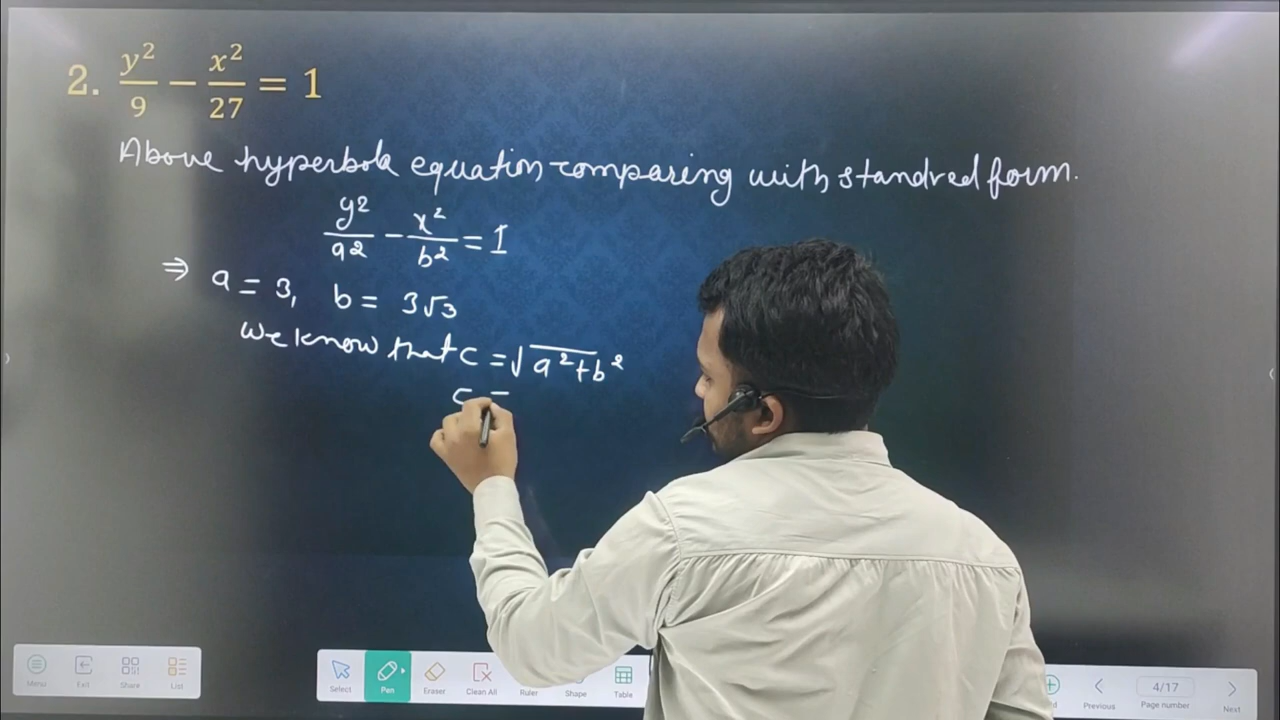 2. y²/9 − x²/27 = 1
Above hyperbola equation comparing with standred form.
y²/a² − x²/b² = 1
⇒ a = 3, b = 3√3
We know that c = √a²+b²
c =
Menu
Exit
Share
List
Select
Pen
Eraser
Clean All
Ruler
Shape
Table
Previous
4/17
Page number
Next